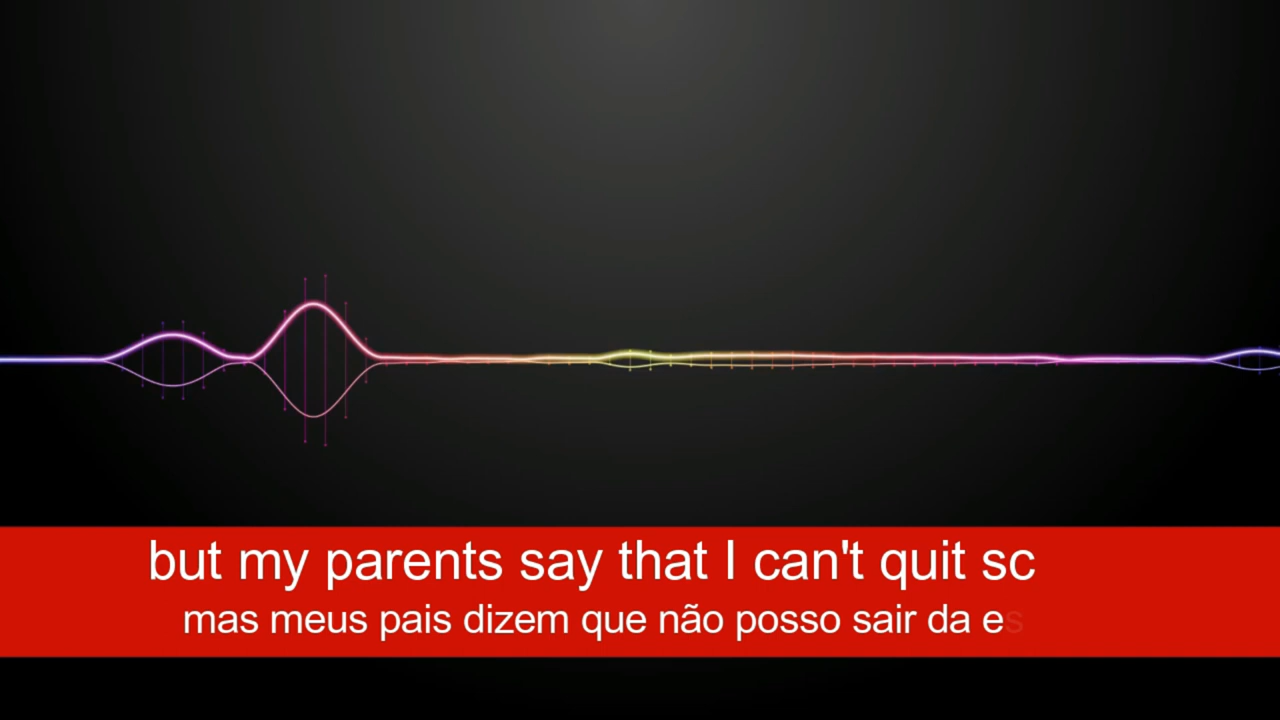 but my parents say that I can't quit sc
mas meus pais dizem que não posso sair da es